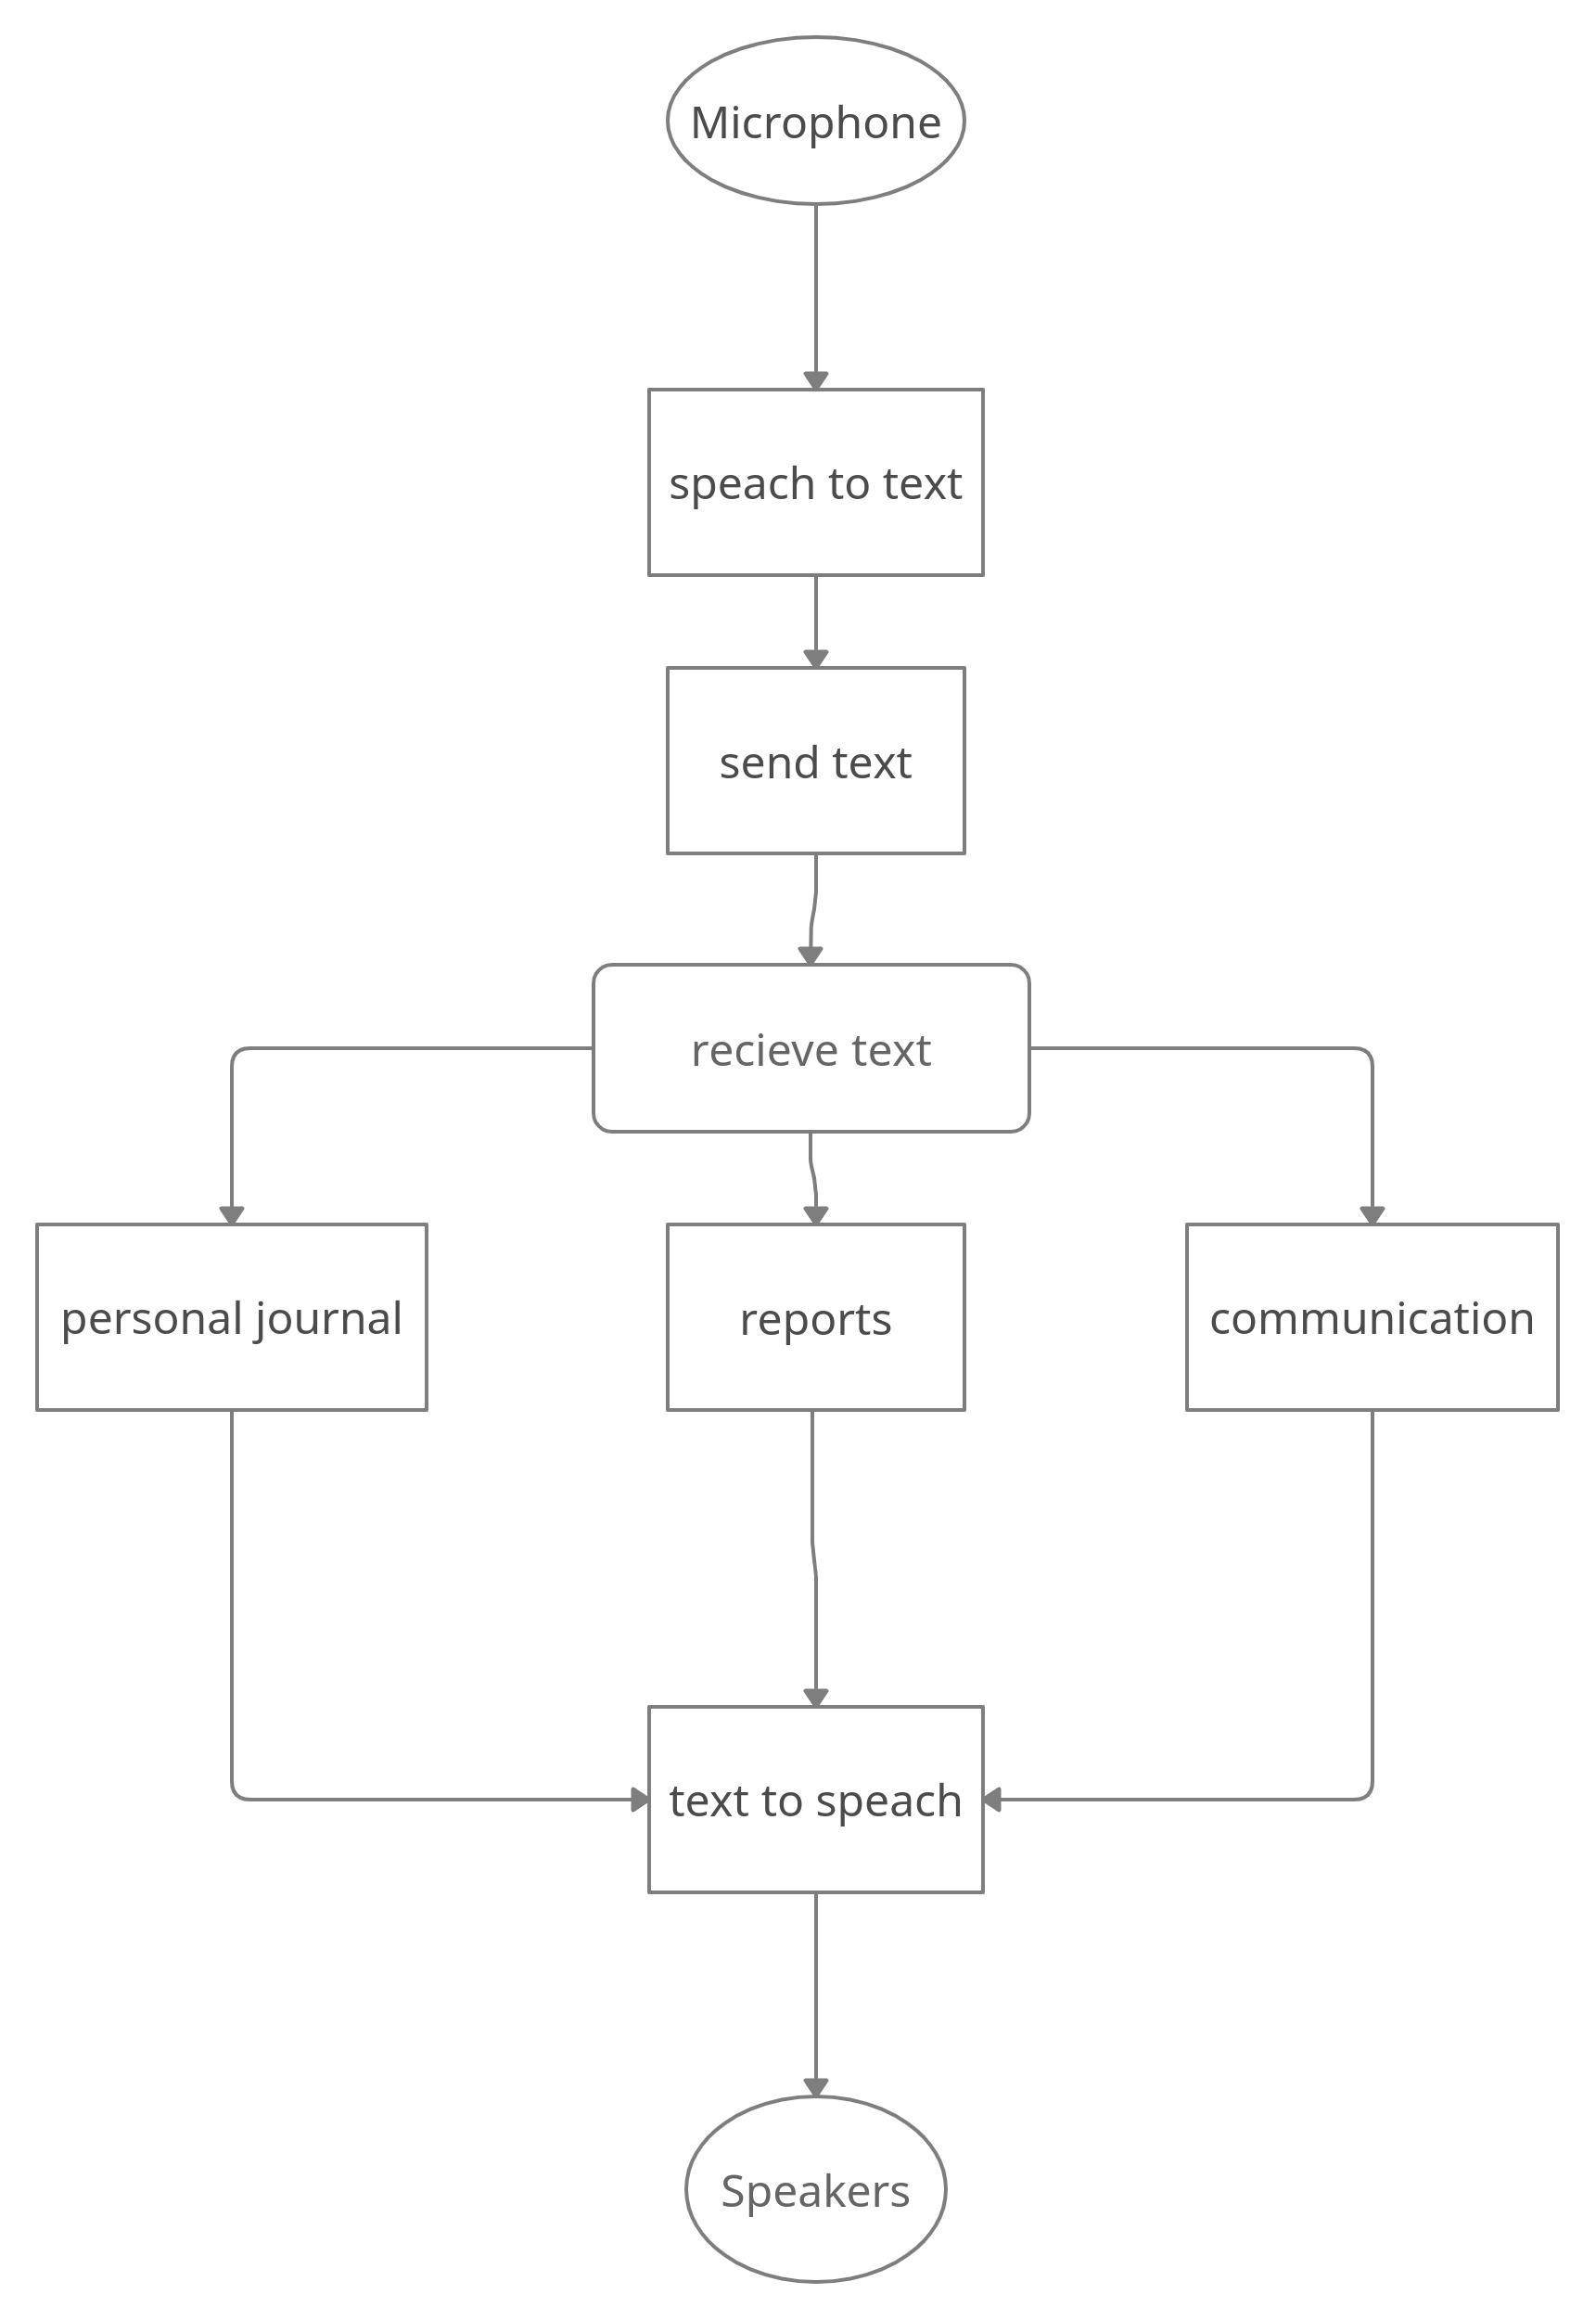 Microphone
speach to text
send text
recieve text
personal journal
reports
communication
text to speach
Speakers